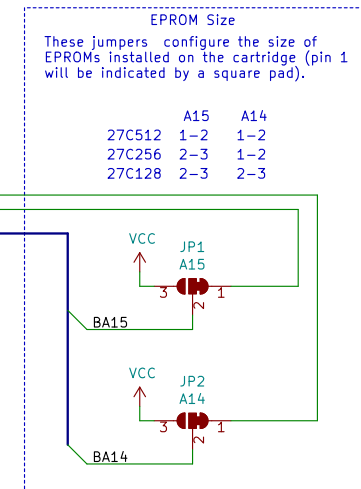 EPROM Size
These jumpers configure the size of
EPROMs installed on the cartridge (pin 1
will be indicated by a square pad).
A15 A14
27C512 1-2 1-2
27C256 2-3 1-2
27C128 2-3 2-3
VCC
JP1
A15
3 2 1
BA15
VCC
JP2
A14
3 2 1
BA14